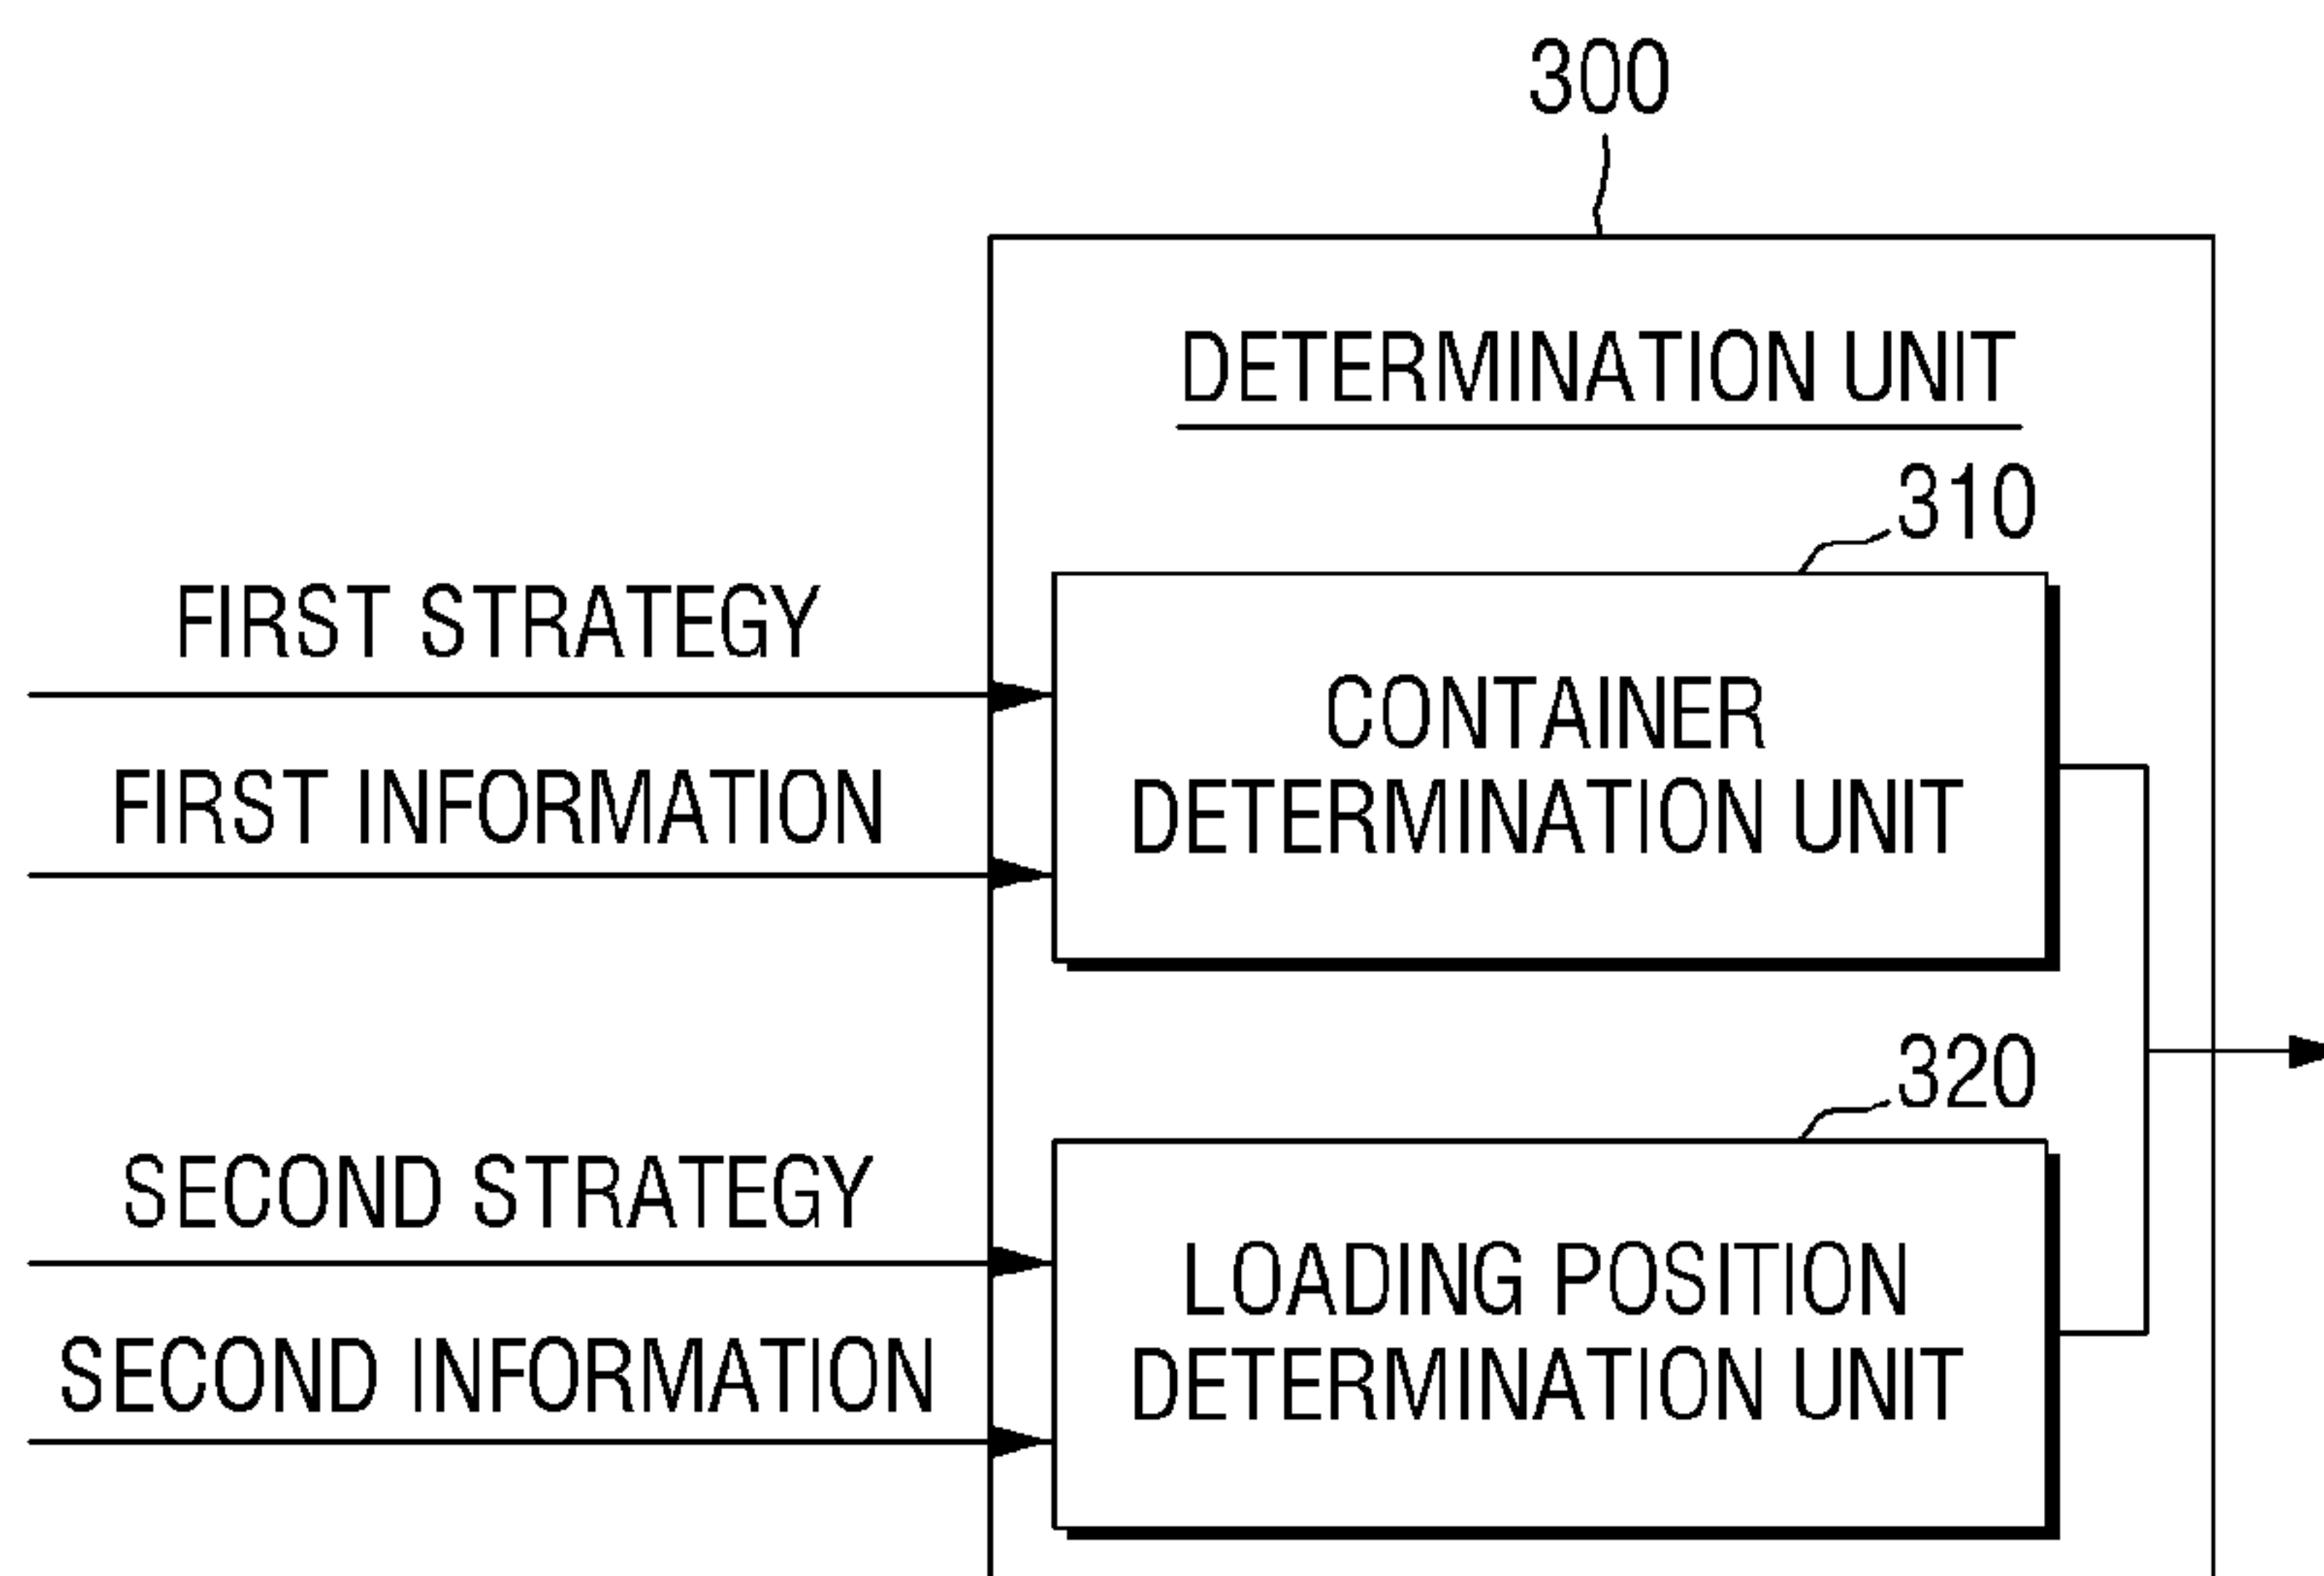 300
DETERMINATION UNIT
310
FIRST STRATEGY
CONTAINER
FIRST INFORMATION
DETERMINATION UNIT
320
SECOND STRATEGY
LOADING POSITION
SECOND INFORMATION
DETERMINATION UNIT